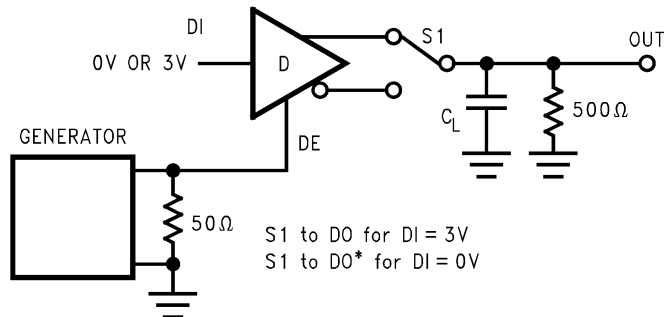 DI
S1
OUT
0V OR 3V
D
C_L
500Ω
GENERATOR
DE
50Ω
S1 to DO for DI = 3V
S1 to DO* for DI = 0V